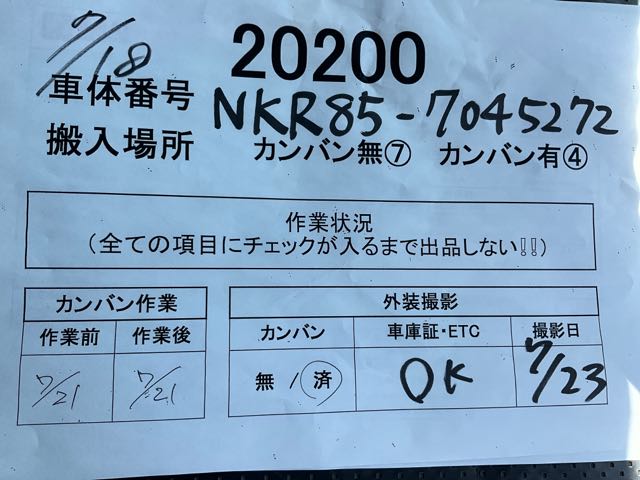 7/18
20200
車体番号 NKR85-7045272
搬入場所 カンバン無⑦ カンバン有④
作業状況
(全ての項目にチェックが入るまで出品しない!!)
カンバン作業
作業前 作業後
7/21 7/21
外装撮影
カンバン 車庫証・ETC 撮影日
無 / 済 OK 7/23